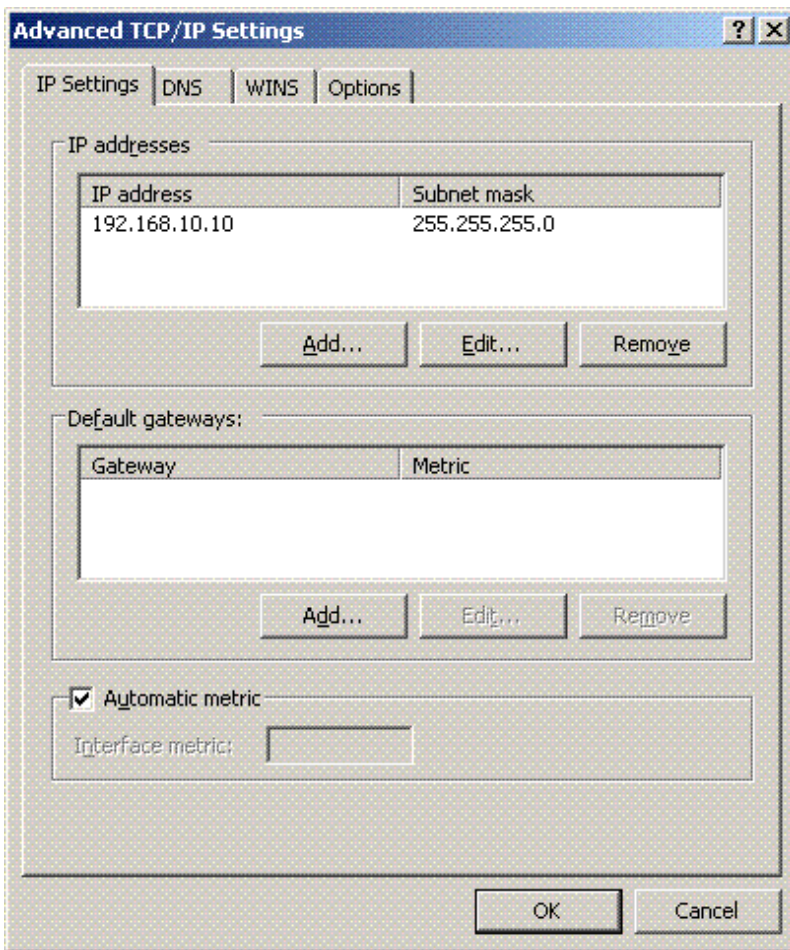 Advanced TCP/IP Settings
IP Settings DNS WINS Options
IP addresses
IP address Subnet mask
192.168.10.10 255.255.255.0
Add... Edit... Remove
Default gateways:
Gateway Metric
Add... Edit... Remove
Automatic metric
Interface metric:
OK Cancel